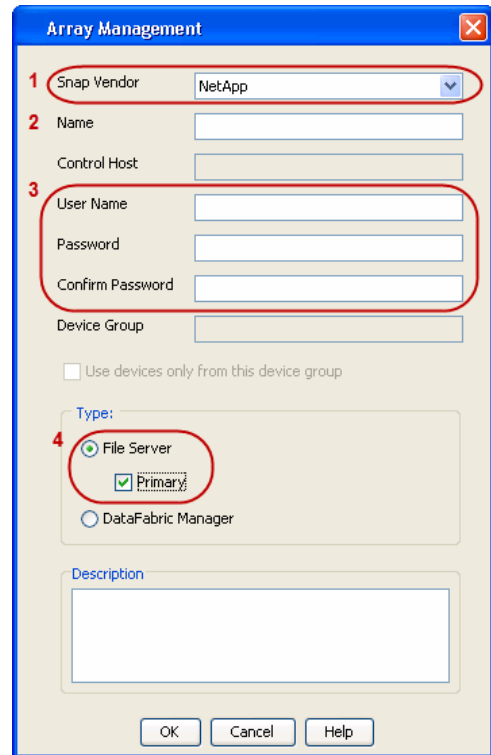 Array Management
1 Snap Vendor NetApp
2 Name
Control Host
3
User Name
Password
Confirm Password
Device Group
Use devices only from this device group
Type:
4 File Server
Primary
DataFabric Manager
Description
OK Cancel Help